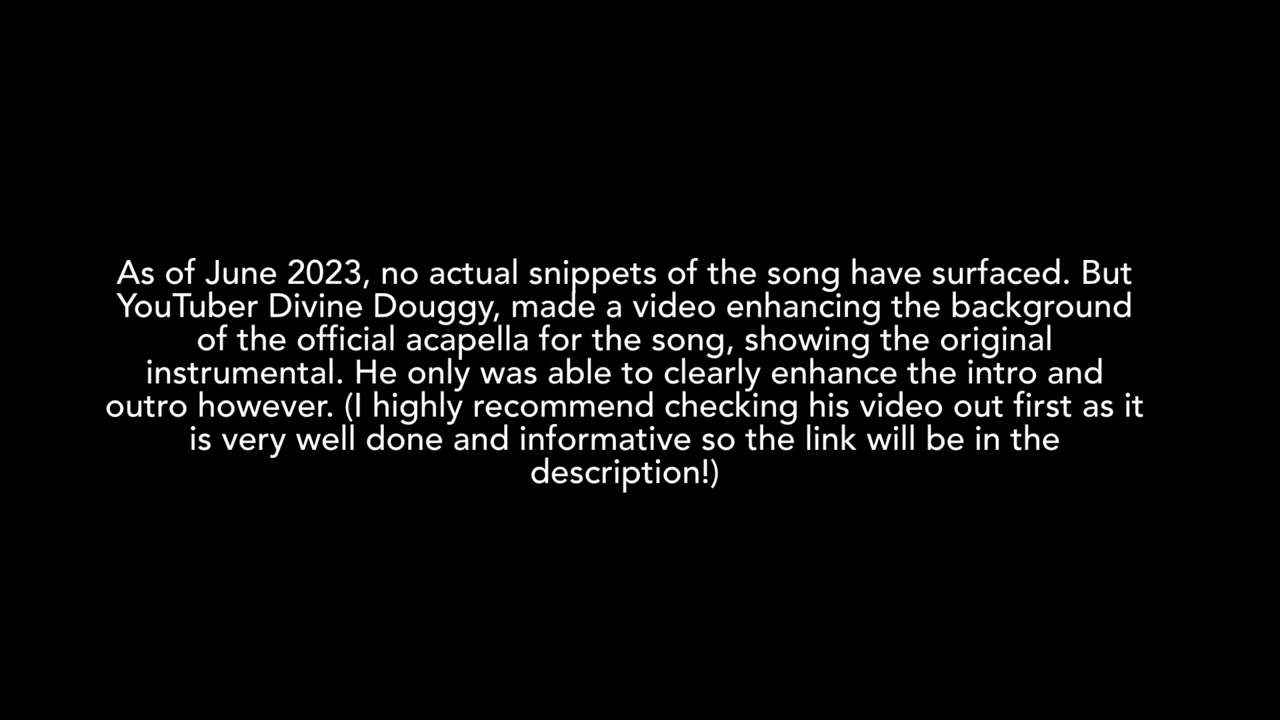 As of June 2023, no actual snippets of the song have surfaced. But
YouTuber Divine Douggy, made a video enhancing the background
of the official acapella for the song, showing the original
instrumental. He only was able to clearly enhance the intro and
outro however. (I highly recommend checking his video out first as it
is very well done and informative so the link will be in the
description!)